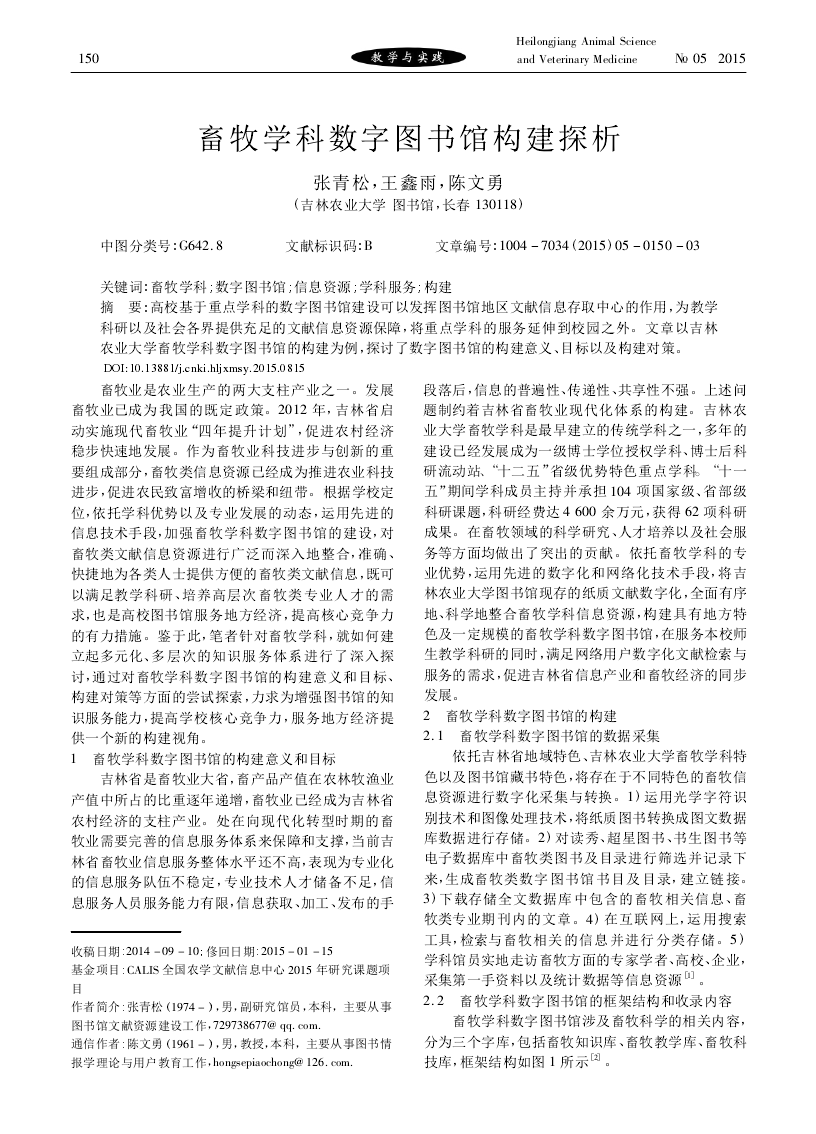 150
教学与实践
Heilongjiang Animal Science
and Veterinary Medicine
№ 05 2015
畜牧学科数字图书馆构建探析
张青松,王鑫雨,陈文勇
(吉林农业大学 图书馆,长春 130118)
中图分类号:G642.8 文献标识码:B 文章编号:1004-7034(2015)05-0150-03
关键词:畜牧学科;数字图书馆;信息资源;学科服务;构建
摘 要:高校基于重点学科的数字图书馆建设可以发挥图书馆地区文献信息存取中心的作用,为教学
科研以及社会各界提供充足的文献信息资源保障,将重点学科的服务延伸到校园之外。文章以吉林
农业大学畜牧学科数字图书馆的构建为例,探讨了数字图书馆的构建意义、目标以及构建对策。
DOI:10.13881/j.cnki.hljxmsy.2015.0815
畜牧业是农业生产的两大支柱产业之一。发展
畜牧业已成为我国的既定政策。2012 年,吉林省启
动实施现代畜牧业“四年提升计划”,促进农村经济
稳步快速地发展。作为畜牧业科技进步与创新的重
要组成部分,畜牧类信息资源已经成为推进农业科技
进步,促进农民致富增收的桥梁和纽带。根据学校定
位,依托学科优势以及专业发展的动态,运用先进的
信息技术手段,加强畜牧学科数字图书馆的建设,对
畜牧类文献信息资源进行广泛而深入地整合,准确、
快捷地为各类人士提供方便的畜牧类文献信息,既可
以满足教学科研、培养高层次畜牧类专业人才的需
求,也是高校图书馆服务地方经济,提高核心竞争力
的有力措施。鉴于此,笔者针对畜牧学科,就如何建
立起多元化、多层次的知识服务体系进行了深入探
讨,通过对畜牧学科数字图书馆的构建意义和目标、
构建对策等方面的尝试探索,力求为增强图书馆的知
识服务能力,提高学校核心竞争力,服务地方经济提
供一个新的构建视角。
1 畜牧学科数字图书馆的构建意义和目标
吉林省是畜牧业大省,畜产品产值在农林牧渔业
产值中所占的比重逐年递增,畜牧业已经成为吉林省
农村经济的支柱产业。处在向现代化转型时期的畜
牧业需要完善的信息服务体系来保障和支撑,当前吉
林省畜牧业信息服务整体水平还不高,表现为专业化
的信息服务队伍不稳定,专业技术人才储备不足,信
息服务人员服务能力有限,信息获取、加工、发布的手
收稿日期:2014-09-10;修回日期:2015-01-15
基金项目:CALIS 全国农学文献信息中心 2015 年研究课题项
目
作者简介:张青松(1974-),男,副研究馆员,本科,主要从事
图书馆文献资源建设工作,729738677@qq.com.
通信作者:陈文勇(1961-),男,教授,本科,主要从事图书情
报学理论与用户教育工作,hongsepiaochong@126.com.
段落后,信息的普遍性、传递性、共享性不强。上述问
题制约着吉林省畜牧业现代化体系的构建。吉林农
业大学畜牧学科是最早建立的传统学科之一,多年的
建设已经发展成为一级博士学位授权学科、博士后科
研流动站、“十二五”省级优势特色重点学科。“十一
五”期间学科成员主持并承担 104 项国家级、省部级
科研课题,科研经费达 4 600 余万元,获得 62 项科研
成果。在畜牧领域的科学研究、人才培养以及社会服
务等方面均做出了突出的贡献。依托畜牧学科的专
业优势,运用先进的数字化和网络化技术手段,将吉
林农业大学图书馆现存的纸质文献数字化,全面有序
地、科学地整合畜牧学科信息资源,构建具有地方特
色及一定规模的畜牧学科数字图书馆,在服务本校师
生教学科研的同时,满足网络用户数字化文献检索与
服务的需求,促进吉林省信息产业和畜牧经济的同步
发展。
2 畜牧学科数字图书馆的构建
2.1 畜牧学科数字图书馆的数据采集
依托吉林省地域特色、吉林农业大学畜牧学科特
色以及图书馆藏书特色,将存在于不同特色的畜牧信
息资源进行数字化采集与转换。1)运用光学字符识
别技术和图像处理技术,将纸质图书转换成图文数据
库数据进行存储。2)对读秀、超星图书、书生图书等
电子数据库中畜牧类图书及目录进行筛选并记录下
来,生成畜牧类数字图书馆书目及目录,建立链接。
3)下载存储全文数据库中包含的畜牧相关信息、畜
牧类专业期刊内的文章。4)在互联网上,运用搜索
工具,检索与畜牧相关的信息并进行分类存储。5)
学科馆员实地走访畜牧方面的专家学者、高校、企业,
采集第一手资料以及统计数据等信息资源[1]。
2.2 畜牧学科数字图书馆的框架结构和收录内容
畜牧学科数字图书馆涉及畜牧科学的相关内容,
分为三个字库,包括畜牧知识库、畜牧教学库、畜牧科
技库,框架结构如图 1 所示[2]。